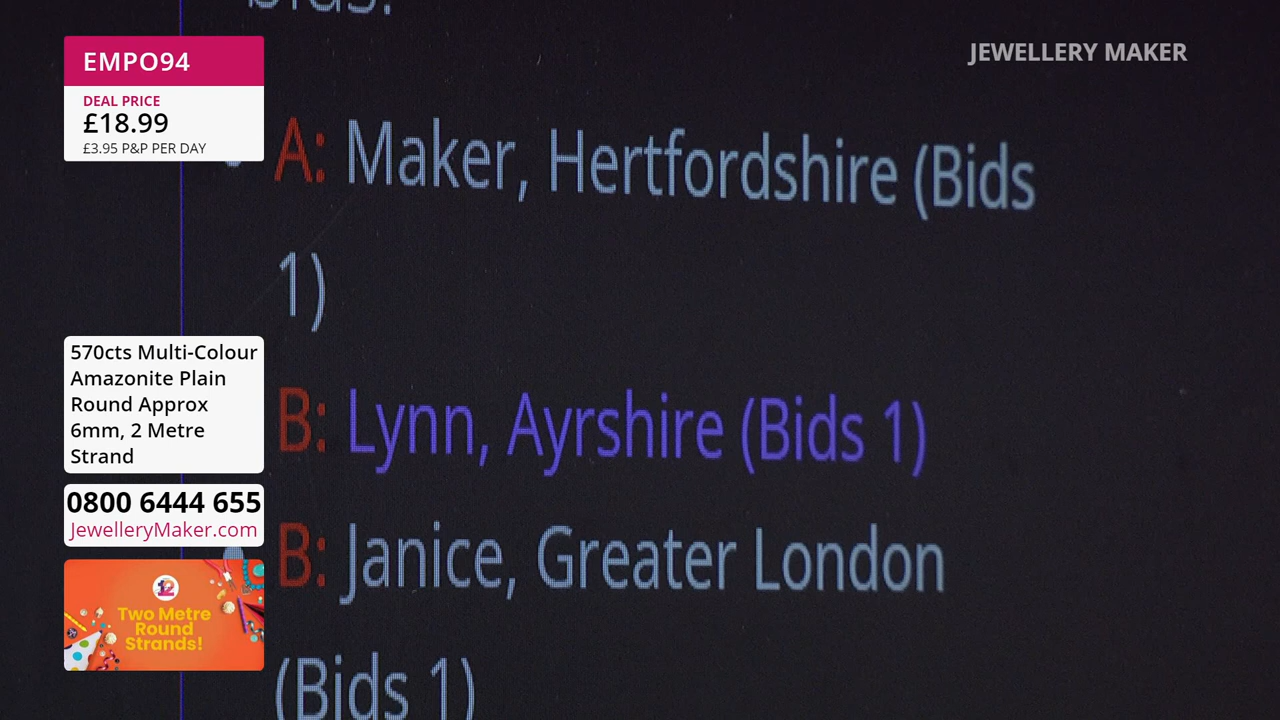 bids:
EMPO94
DEAL PRICE
£18.99
£3.95 P&P PER DAY
JEWELLERY MAKER
A: Maker, Hertfordshire (Bids
1)
B: Lynn, Ayrshire (Bids 1)
B: Janice, Greater London
(Bids 1)
570cts Multi-Colour
Amazonite Plain
Round Approx
6mm, 2 Metre
Strand
0800 6444 655
JewelleryMaker.com
12
Two Metre
Round
Strands!